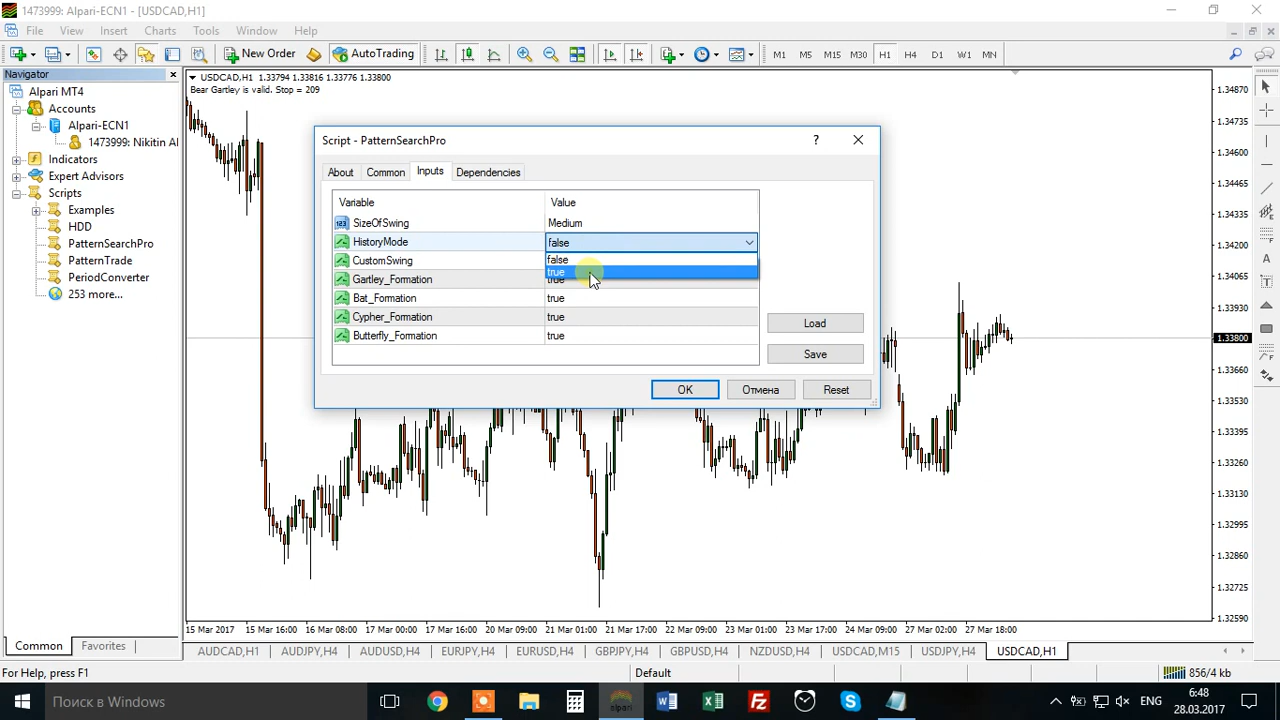 1473999: Alpari-ECN1 - [USDCAD,H1]
File View Insert Charts Tools Window Help
New Order AutoTrading M1 M5 M15 M30 H1 H4 D1 W1 MN
Navigator
Alpari MT4
Accounts
Alpari-ECN1
1473999: Nikitin Al
Indicators
Expert Advisors
Scripts
Examples
HDD
PatternSearchPro
PatternTrade
PeriodConverter
253 more...
Common Favorites
USDCAD,H1 1.33794 1.33816 1.33776 1.33800
Bear Gartley is valid. Stop = 209
Script - PatternSearchPro
About Common Inputs Dependencies
Variable Value
SizeOfSwing Medium
HistoryMode false
false
CustomSwing
true
Gartley_Formation true
Bat_Formation true
Cypher_Formation true
Butterfly_Formation true
Load
Save
OK Отмена Reset
1.34870
1.34735
1.34600
1.34465
1.34335
1.34200
1.34065
1.33930
1.33800
1.33660
1.33530
1.33395
1.33260
1.33130
1.32995
1.32860
1.32725
1.32590
15 Mar 2017 15 Mar 16:00 16 Mar 08:00 17 Mar 00:00 17 Mar 16:00 20 Mar 09:00 21 Mar 01:00 21 Mar 17:00 22 Mar 09:00 23 Mar 01:00 23 Mar 17:00 24 Mar 09:00 27 Mar 02:00 27 Mar 18:00
AUDCAD,H1 AUDJPY,H4 AUDUSD,H4 EURJPY,H4 EURUSD,H4 GBPJPY,H4 GBPUSD,H4 NZDUSD,H4 USDCAD,M15 USDJPY,H4 USDCAD,H1
For Help, press F1 Default 856/4 kb
Поиск в Windows
alpari
ENG
6:48
28.03.2017